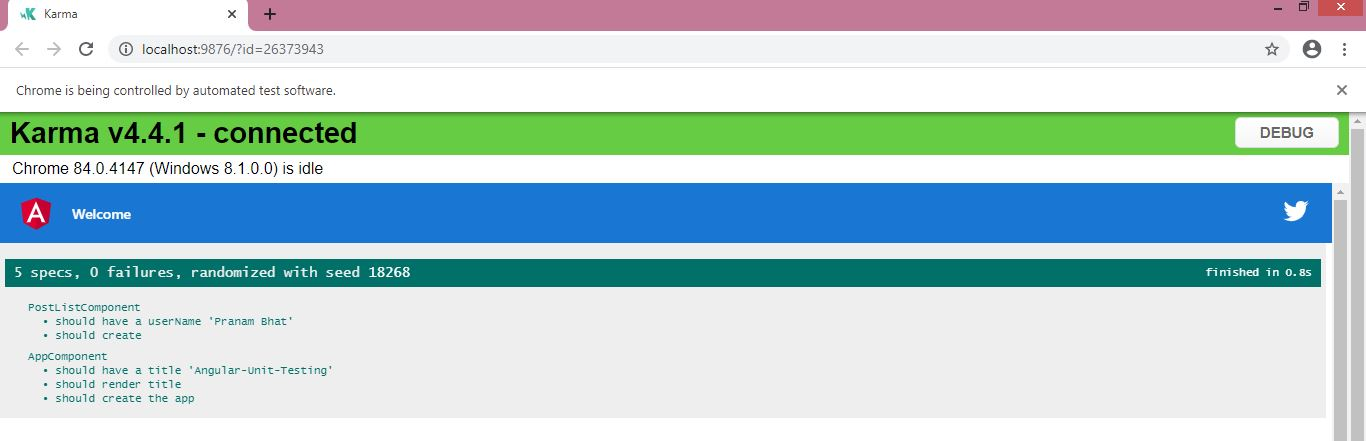 Karma
localhost:9876/?id=26373943
Chrome is being controlled by automated test software.
Karma v4.4.1 - connected
DEBUG
Chrome 84.0.4147 (Windows 8.1.0.0) is idle
A
Welcome
5 specs, 0 failures, randomized with seed 18268
finished in 0.8s
PostListComponent
• should have a userName 'Pranam Bhat'
• should create
AppComponent
• should have a title 'Angular-Unit-Testing'
• should render title
• should create the app